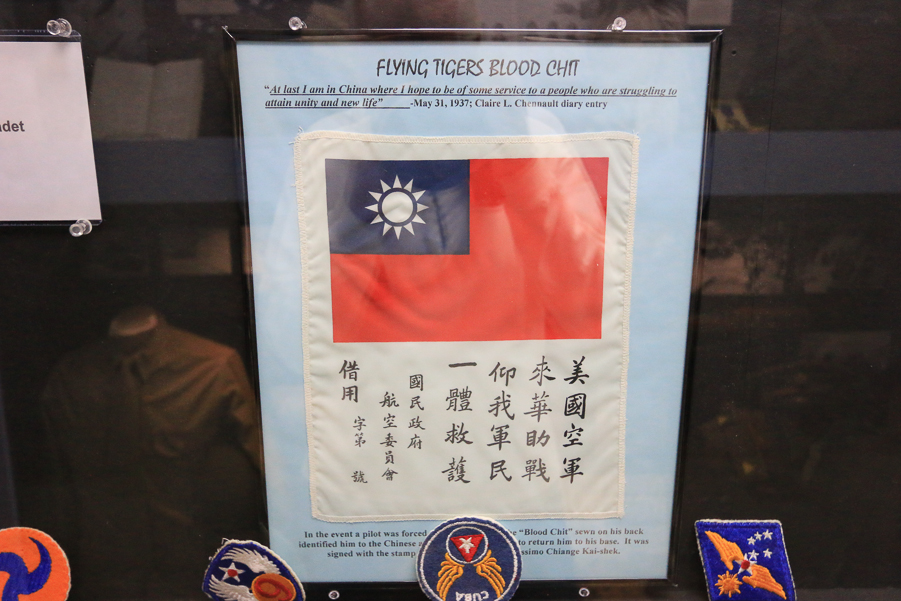 det
FLYING TIGERS BLOOD CHIT
“At last I am in China where I hope to be of some service to a people who are struggling to
attain unity and new life” -May 31, 1937; Claire L. Chennault diary entry
美國空軍
來華助戰
仰我軍民
一體救護
國民政府
航空委員會
借用
字第 號
In the event a pilot was forced “Blood Chit” sewn on his back
identified him to the Chinese to return him to his base. It was
signed with the stamp Chiange Kai-shek.
CUBA